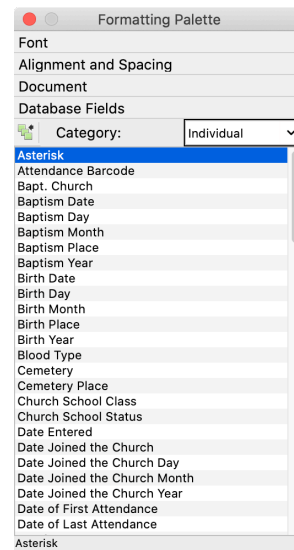 Formatting Palette
Font
Alignment and Spacing
Document
Database Fields
Category: Individual
Asterisk
Attendance Barcode
Bapt. Church
Baptism Date
Baptism Day
Baptism Month
Baptism Place
Baptism Year
Birth Date
Birth Day
Birth Month
Birth Place
Birth Year
Blood Type
Cemetery
Cemetery Place
Church School Class
Church School Status
Date Entered
Date Joined the Church
Date Joined the Church Day
Date Joined the Church Month
Date Joined the Church Year
Date of First Attendance
Date of Last Attendance
Asterisk